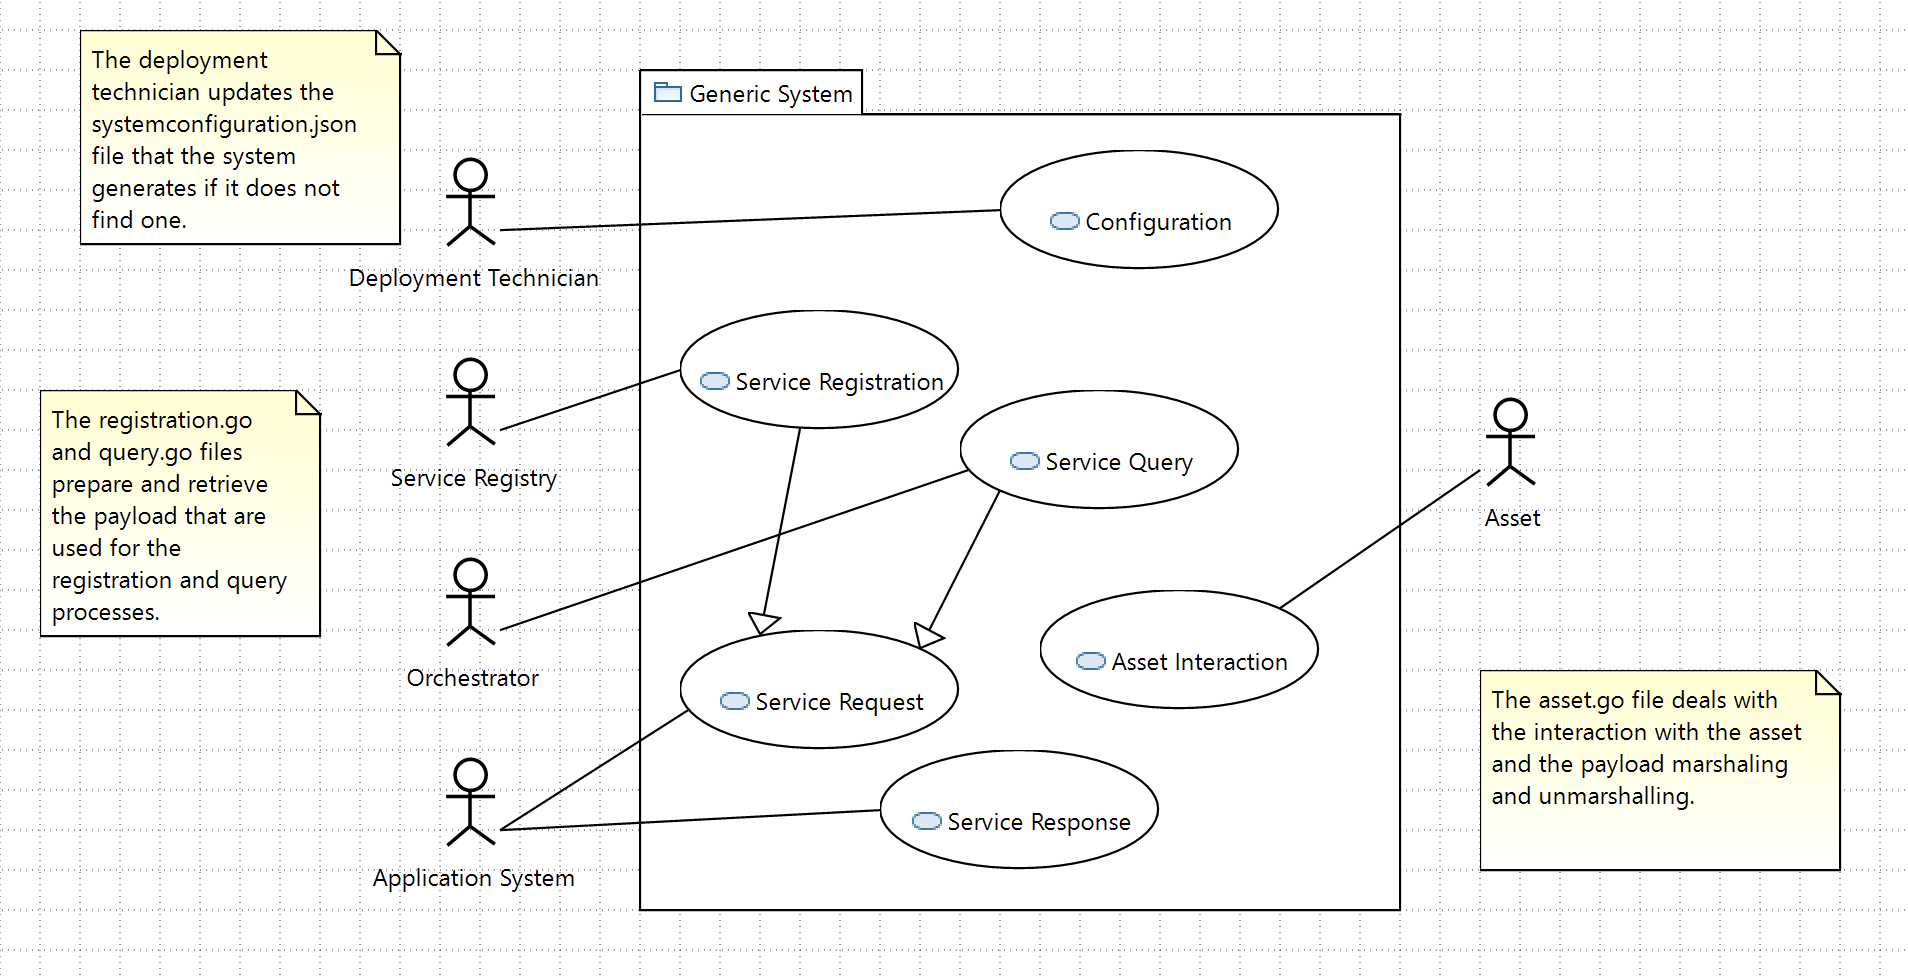 The deployment
technician updates the
systemconfiguration.json
file that the system
generates if it does not
find one.
Generic System
Configuration
Deployment Technician
Service Registration
The registration.go
and query.go files
prepare and retrieve
the payload that are
used for the
registration and query
processes.
Service Registry
Service Query
Asset
Orchestrator
Asset Interaction
Service Request
The asset.go file deals with
the interaction with the asset
and the payload marshaling
and unmarshalling.
Service Response
Application System